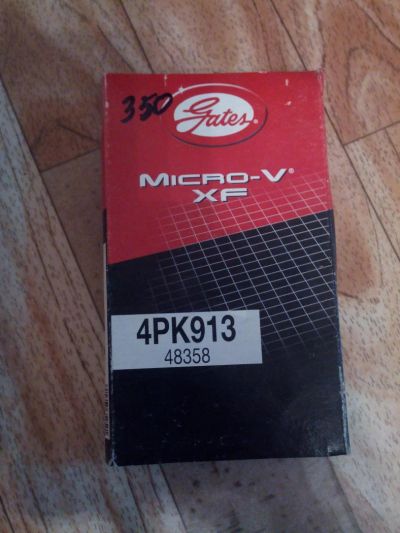 350
Gates®
MICRO-V®
XF
4PK913
48358